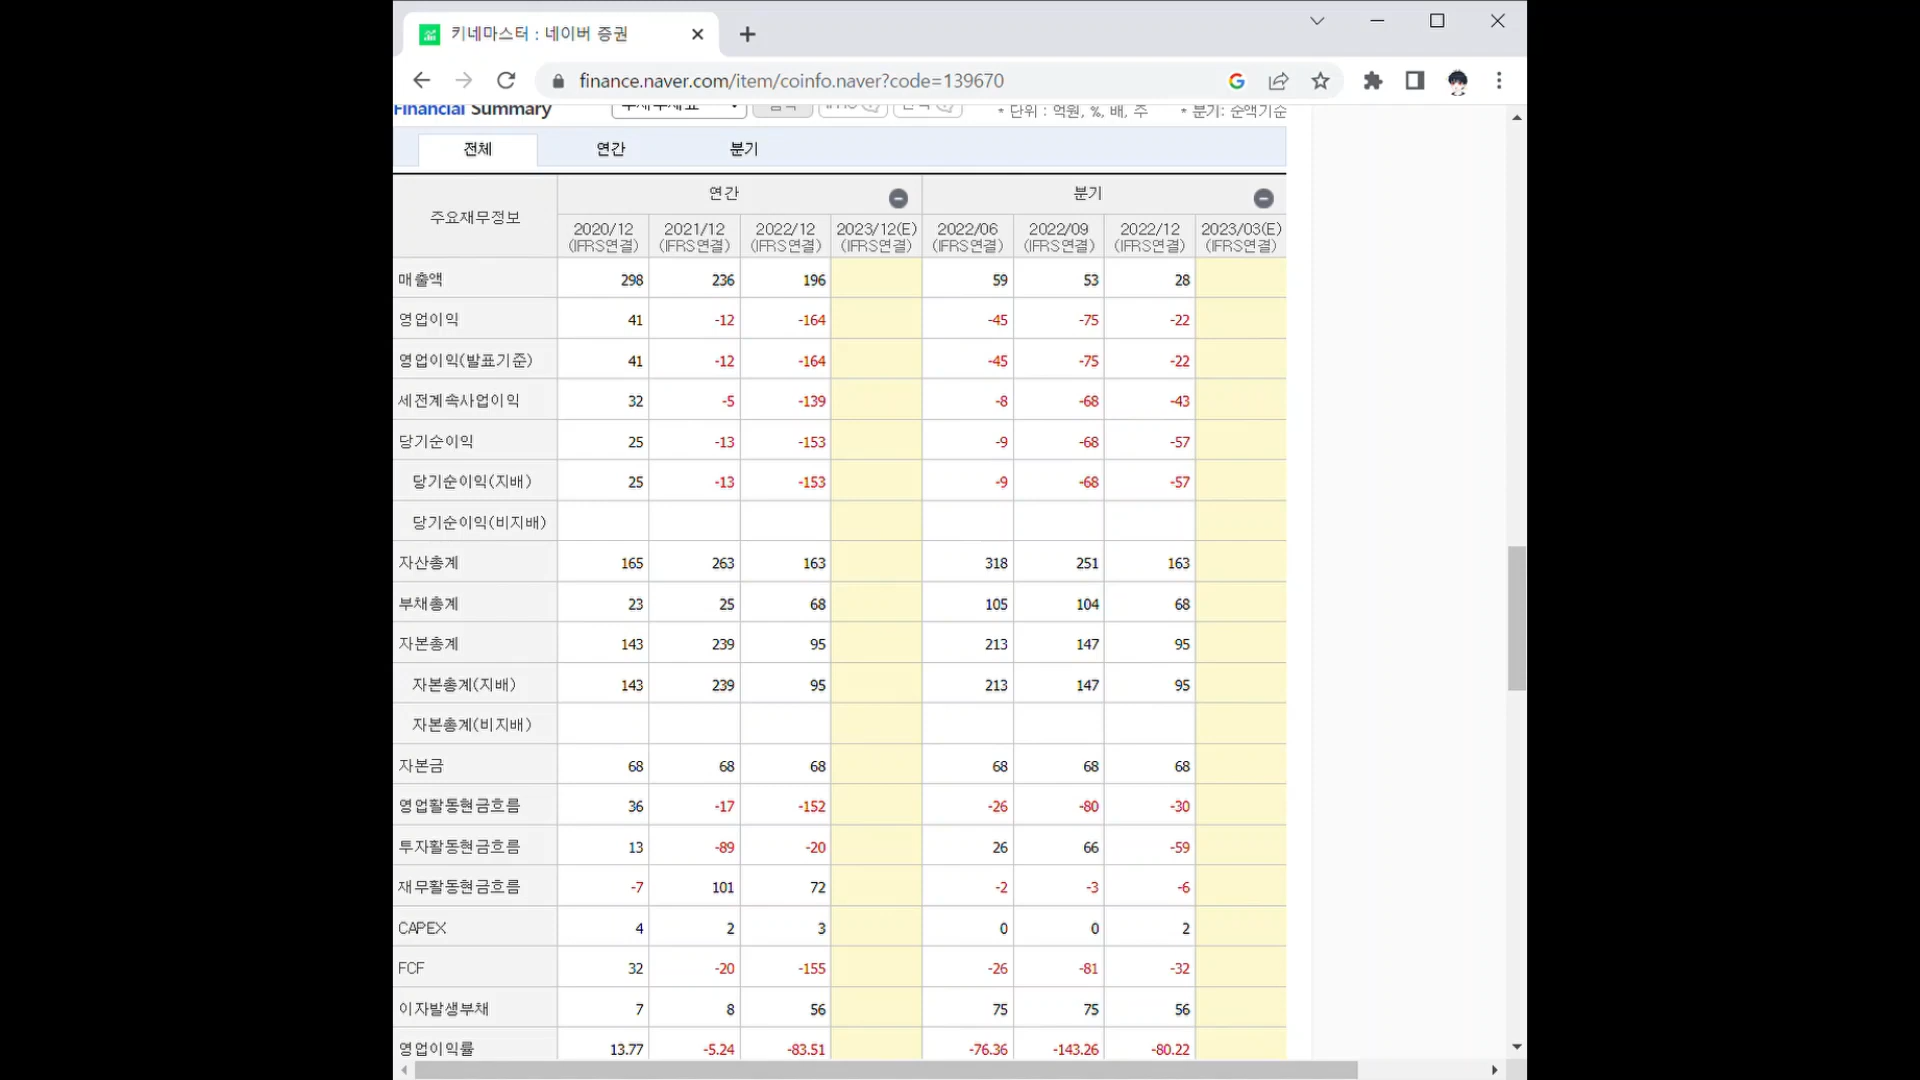 키네마스터 : 네이버 증권
finance.naver.com/item/coinfo.naver?code=139670
Financial Summary * 단위 : 억원, %, 배, 주 * 분기: 순액기준
전체 연간 분기
주요재무정보 연간 분기
2020/12 2021/12 2022/12 2023/12(E) 2022/06 2022/09 2022/12 2023/03(E)
(IFRS연결) (IFRS연결) (IFRS연결) (IFRS연결) (IFRS연결) (IFRS연결) (IFRS연결) (IFRS연결)
매출액 298 236 196 59 53 28
영업이익 41 -12 -164 -45 -75 -22
영업이익(발표기준) 41 -12 -164 -45 -75 -22
세전계속사업이익 32 -5 -139 -8 -68 -43
당기순이익 25 -13 -153 -9 -68 -57
당기순이익(지배) 25 -13 -153 -9 -68 -57
당기순이익(비지배)
자산총계 165 263 163 318 251 163
부채총계 23 25 68 105 104 68
자본총계 143 239 95 213 147 95
자본총계(지배) 143 239 95 213 147 95
자본총계(비지배)
자본금 68 68 68 68 68 68
영업활동현금흐름 36 -17 -152 -26 -80 -30
투자활동현금흐름 13 -89 -20 26 66 -59
재무활동현금흐름 -7 101 72 -2 -3 -6
CAPEX 4 2 3 0 0 2
FCF 32 -20 -155 -26 -81 -32
이자발생부채 7 8 56 75 75 56
영업이익률 13.77 -5.24 -83.51 -76.36 -143.26 -80.22